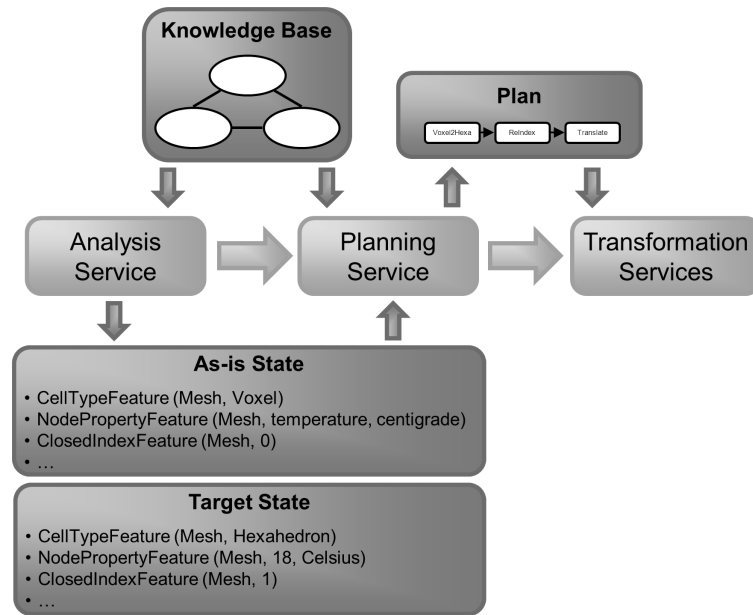 Knowledge Base
Plan
Voxel2Hexa
ReIndex
Translate
Analysis
Service
Planning
Service
Transformation
Services
As-is State
• CellTypeFeature (Mesh, Voxel)
• NodePropertyFeature (Mesh, temperature, centigrade)
• ClosedIndexFeature (Mesh, 0)
• …
Target State
• CellTypeFeature (Mesh, Hexahedron)
• NodePropertyFeature (Mesh, 18, Celsius)
• ClosedIndexFeature (Mesh, 1)
• …